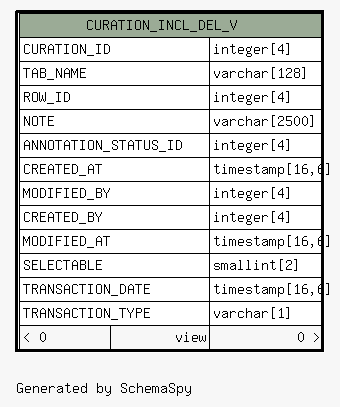 CURATION_INCL_DEL_V
CURATION_ID integer[4]
TAB_NAME varchar[128]
ROW_ID integer[4]
NOTE varchar[2500]
ANNOTATION_STATUS_ID integer[4]
CREATED_AT timestamp[16,6]
MODIFIED_BY integer[4]
CREATED_BY integer[4]
MODIFIED_AT timestamp[16,6]
SELECTABLE smallint[2]
TRANSACTION_DATE timestamp[16,6]
TRANSACTION_TYPE varchar[1]
< 0 view 0 >
Generated by SchemaSpy